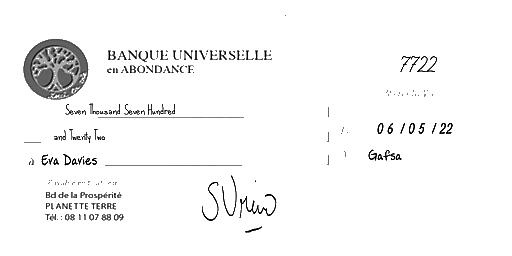 BANQUE UNIVERSELLE
en ABONDANCE
7722
Seven Thousand Seven Hundred
and Twenty Two
06/05/22
à Eva Davies
Gafsa
Bd de la Prospérité
PLANETTE TERRE
Tél. : 08 11 07 88 09